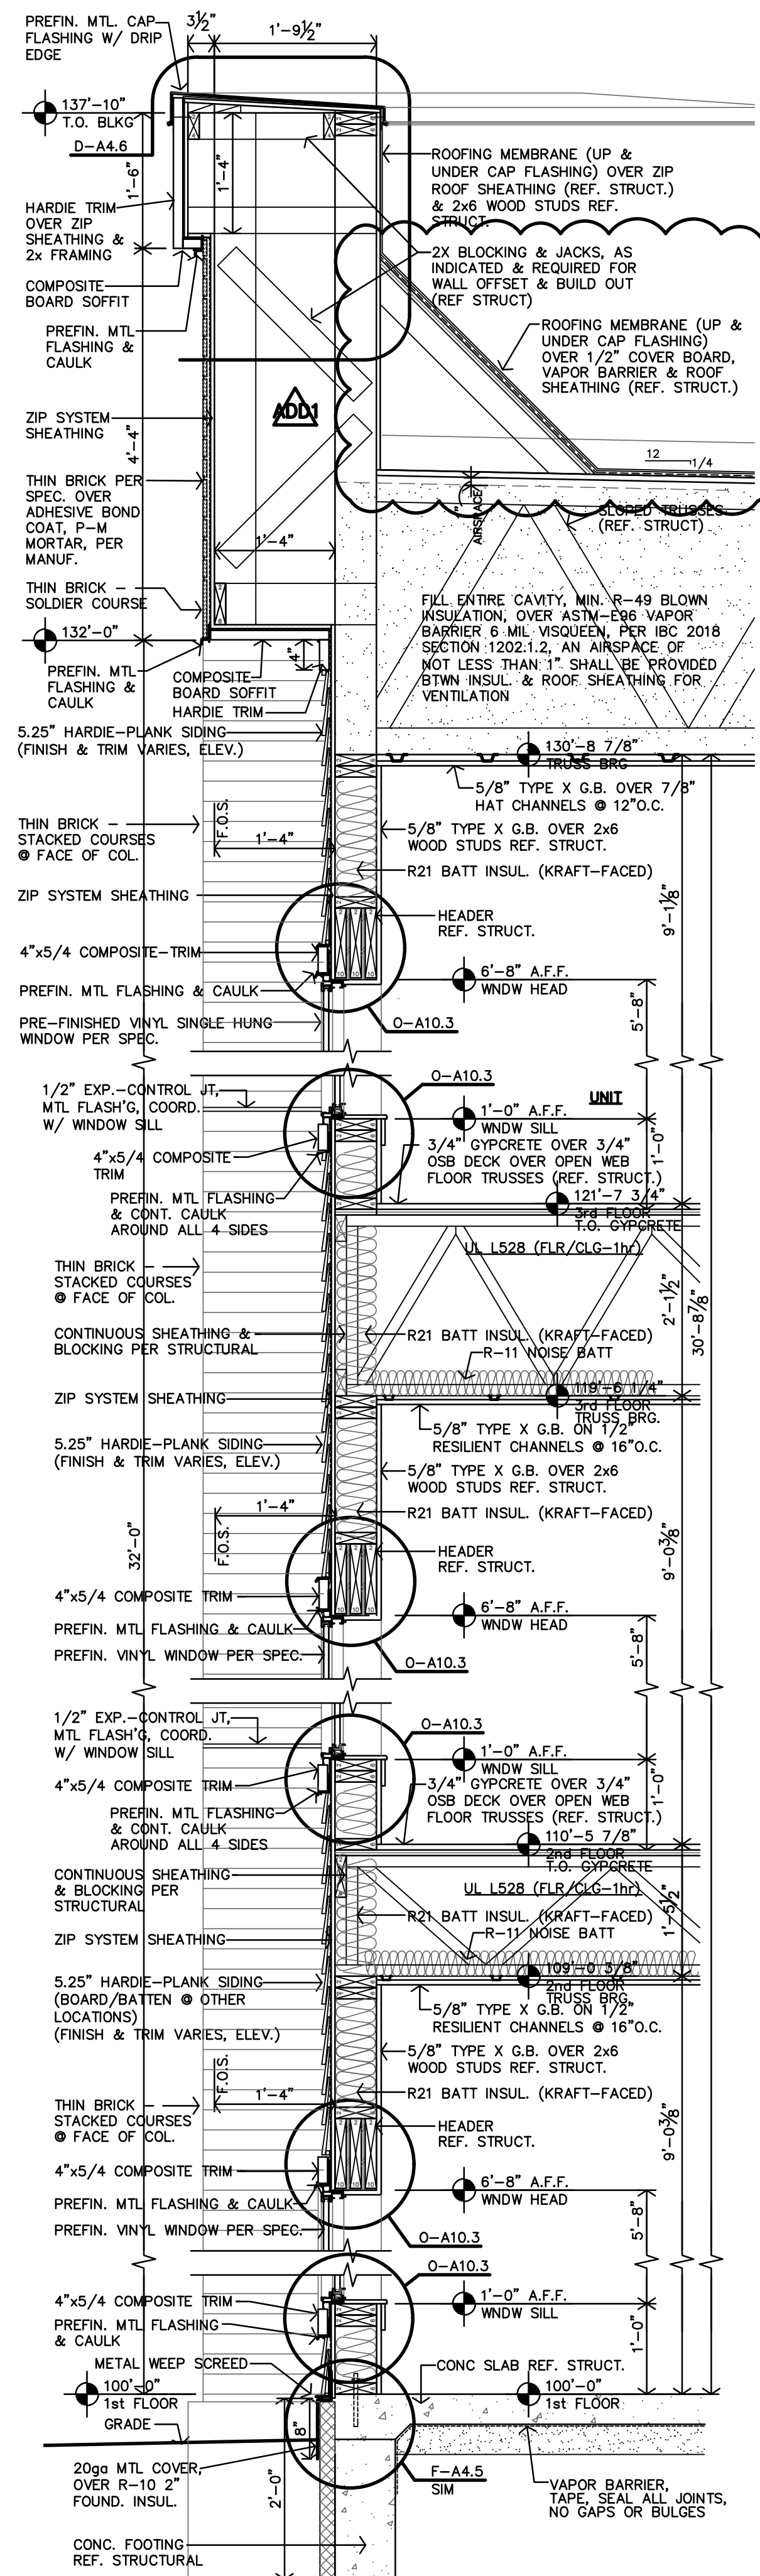 PREFIN. MTL. CAP
FLASHING W/ DRIP
EDGE
3½"
1'-9½"
137'-10"
T.O. BLKG
D-A4.6
1'-6"
1'-4"
ROOFING MEMBRANE (UP &
UNDER CAP FLASHING) OVER ZIP
ROOF SHEATHING (REF. STRUCT.)
& 2x6 WOOD STUDS REF.
STRUCT.
HARDIE TRIM
OVER ZIP
SHEATHING &
2x FRAMING
2X BLOCKING & JACKS, AS
INDICATED & REQUIRED FOR
WALL OFFSET & BUILD OUT
(REF STRUCT)
COMPOSITE
BOARD SOFFIT
PREFIN. MTL
FLASHING &
CAULK
ROOFING MEMBRANE (UP &
UNDER CAP FLASHING)
OVER 1/2" COVER BOARD,
VAPOR BARRIER & ROOF
SHEATHING (REF. STRUCT.)
ADD1
ZIP SYSTEM
SHEATHING
4'-4"
12
1/4
THIN BRICK PER
SPEC. OVER
ADHESIVE BOND
COAT, P-M
MORTAR, PER
MANUF.
1"
AIRSPACE
SLOPED TRUSSES
(REF. STRUCT)
1'-4"
THIN BRICK -
SOLDIER COURSE
FILL ENTIRE CAVITY, MIN. R-49 BLOWN
INSULATION, OVER ASTM-E96 VAPOR
BARRIER 6 MIL VISQUEEN, PER IBC 2018
SECTION 1202.1.2, AN AIRSPACE OF
NOT LESS THAN 1" SHALL BE PROVIDED
BTWN INSUL. & ROOF SHEATHING FOR
VENTILATION
132'-0"
PREFIN. MTL
FLASHING &
CAULK
COMPOSITE
BOARD SOFFIT
4"
HARDIE TRIM
5.25" HARDIE-PLANK SIDING
(FINISH & TRIM VARIES, ELEV.)
130'-8 7/8"
TRUSS BRG
5/8" TYPE X G.B. OVER 7/8"
HAT CHANNELS @ 12"O.C.
THIN BRICK -
STACKED COURSES
@ FACE OF COL.
F.O.S.
1'-4"
5/8" TYPE X G.B. OVER 2x6
WOOD STUDS REF. STRUCT.
R21 BATT INSUL. (KRAFT-FACED)
ZIP SYSTEM SHEATHING
9'-1⅛"
HEADER
REF. STRUCT.
4"x5/4 COMPOSITE-TRIM
6'-8" A.F.F.
WNDW HEAD
PREFIN. MTL FLASHING & CAULK
5'-8"
O-A10.3
PRE-FINISHED VINYL SINGLE HUNG
WINDOW PER SPEC.
O-A10.3
1/2" EXP.-CONTROL JT,
MTL FLASH'G, COORD.
W/ WINDOW SILL
UNIT
1'-0" A.F.F.
WNDW SILL
1'-0"
4"x5/4 COMPOSITE
TRIM
3/4" GYPCRETE OVER 3/4"
OSB DECK OVER OPEN WEB
FLOOR TRUSSES (REF. STRUCT.)
PREFIN. MTL FLASHING
& CONT. CAULK
AROUND ALL 4 SIDES
121'-7 3/4"
3rd FLOOR
T.O. GYPCRETE
UL L528 (FLR/CLG-1hr)
THIN BRICK -
STACKED COURSES
@ FACE OF COL.
2'-1½"
30'-8⅞"
CONTINUOUS SHEATHING &
BLOCKING PER STRUCTURAL
R21 BATT INSUL. (KRAFT-FACED)
R-11 NOISE BATT
ZIP SYSTEM SHEATHING
119'-6 1/4"
3rd FLOOR
TRUSS BRG.
5/8" TYPE X G.B. ON 1/2"
RESILIENT CHANNELS @ 16"O.C.
5.25" HARDIE-PLANK SIDING
(FINISH & TRIM VARIES, ELEV.)
5/8" TYPE X G.B. OVER 2x6
WOOD STUDS REF. STRUCT.
1'-4"
F.O.S.
R21 BATT INSUL. (KRAFT-FACED)
32'-0"
9'-0⅜"
HEADER
REF. STRUCT.
4"x5/4 COMPOSITE TRIM
6'-8" A.F.F.
WNDW HEAD
PREFIN. MTL FLASHING & CAULK
5'-8"
PREFIN. VINYL WINDOW PER SPEC.
O-A10.3
1/2" EXP.-CONTROL JT,
MTL FLASH'G, COORD.
W/ WINDOW SILL
O-A10.3
1'-0" A.F.F.
WNDW SILL
1'-0"
4"x5/4 COMPOSITE TRIM
3/4" GYPCRETE OVER 3/4"
OSB DECK OVER OPEN WEB
FLOOR TRUSSES (REF. STRUCT.)
PREFIN. MTL FLASHING
& CONT. CAULK
AROUND ALL 4 SIDES
110'-5 7/8"
2nd FLOOR
T.O. GYPCRETE
CONTINUOUS SHEATHING
& BLOCKING PER
STRUCTURAL
UL L528 (FLR/CLG-1hr)
1'-5½"
R21 BATT INSUL. (KRAFT-FACED)
R-11 NOISE BATT
ZIP SYSTEM SHEATHING
109'-0 3/8"
2nd FLOOR
TRUSS BRG.
5.25" HARDIE-PLANK SIDING
(BOARD/BATTEN @ OTHER
LOCATIONS)
(FINISH & TRIM VARIES, ELEV.)
5/8" TYPE X G.B. ON 1/2"
RESILIENT CHANNELS @ 16"O.C.
5/8" TYPE X G.B. OVER 2x6
WOOD STUDS REF. STRUCT.
F.O.S.
1'-4"
R21 BATT INSUL. (KRAFT-FACED)
THIN BRICK -
STACKED COURSES
@ FACE OF COL.
9'-0⅜"
HEADER
REF. STRUCT.
4"x5/4 COMPOSITE TRIM
6'-8" A.F.F.
WNDW HEAD
PREFIN. MTL FLASHING & CAULK
5'-8"
PREFIN. VINYL WINDOW PER SPEC.
O-A10.3
O-A10.3
4"x5/4 COMPOSITE TRIM
1'-0" A.F.F.
WNDW SILL
PREFIN. MTL FLASHING
& CAULK
1'-0"
METAL WEEP SCREED
CONC SLAB REF. STRUCT.
100'-0"
1st FLOOR
100'-0"
1st FLOOR
GRADE
8"
20ga MTL COVER,
OVER R-10 2"
FOUND. INSUL.
2'-0"
F-A4.5
SIM
VAPOR BARRIER,
TAPE, SEAL ALL JOINTS,
NO GAPS OR BULGES
CONC. FOOTING
REF. STRUCTURAL